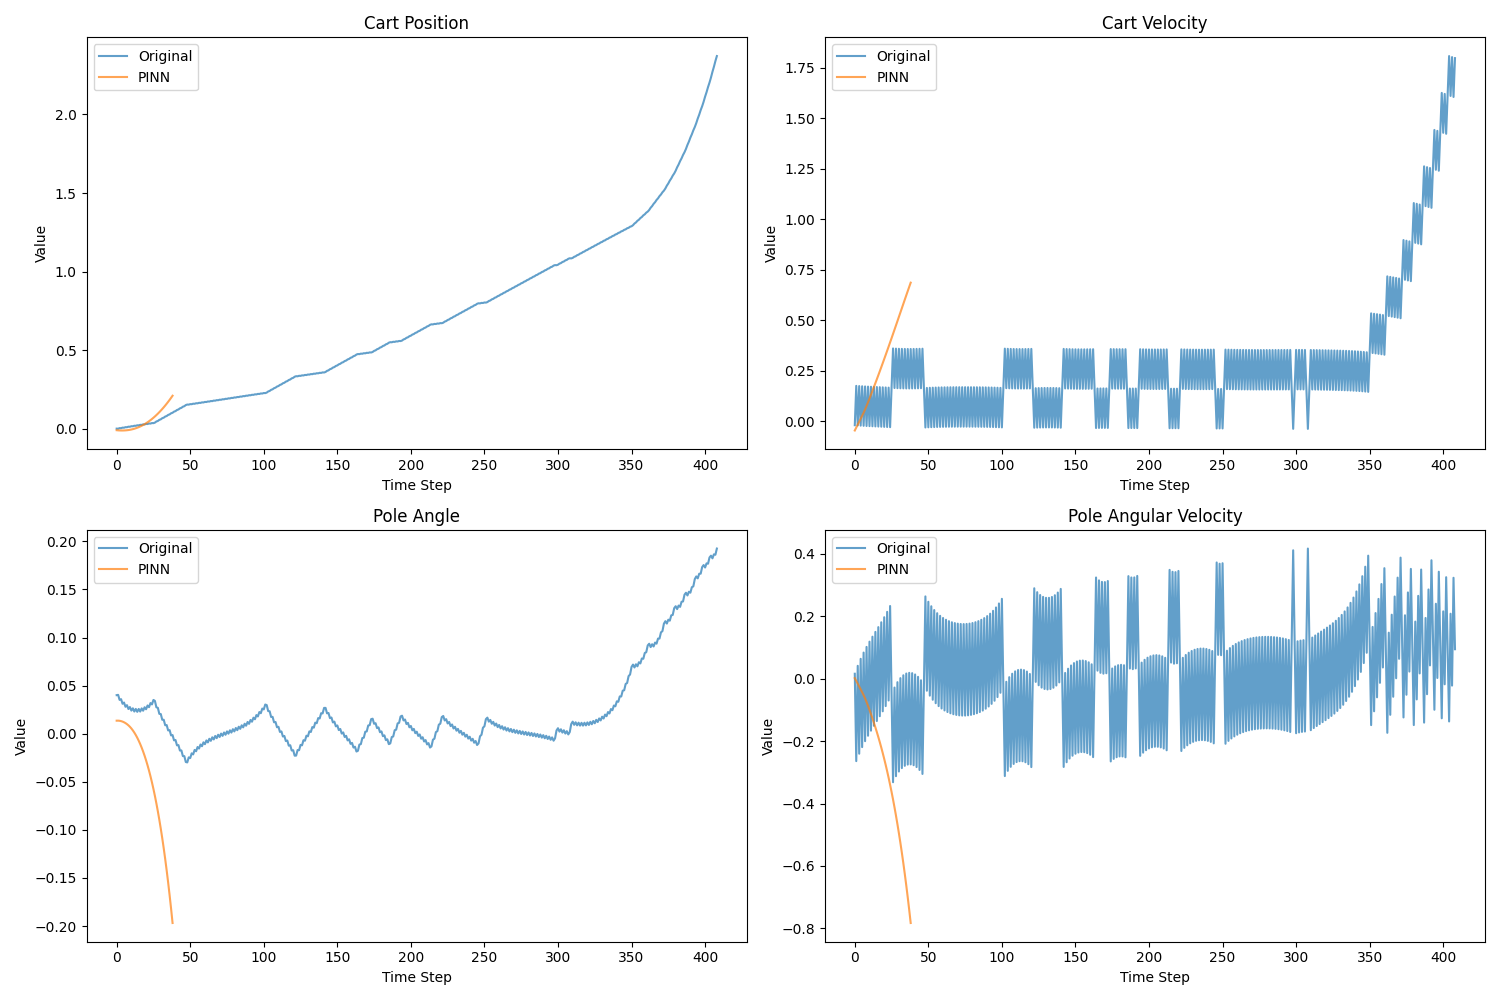 Cart Position
Original
PINN
Value
2.0
1.5
1.0
0.5
0.0
0 50 100 150 200 250 300 350 400
Time Step
Cart Velocity
Original
PINN
Value
1.75
1.50
1.25
1.00
0.75
0.50
0.25
0.00
0 50 100 150 200 250 300 350 400
Time Step
Pole Angle
Original
PINN
Value
0.20
0.15
0.10
0.05
0.00
−0.05
−0.10
−0.15
−0.20
0 50 100 150 200 250 300 350 400
Time Step
Pole Angular Velocity
Original
PINN
Value
0.4
0.2
0.0
−0.2
−0.4
−0.6
−0.8
0 50 100 150 200 250 300 350 400
Time Step